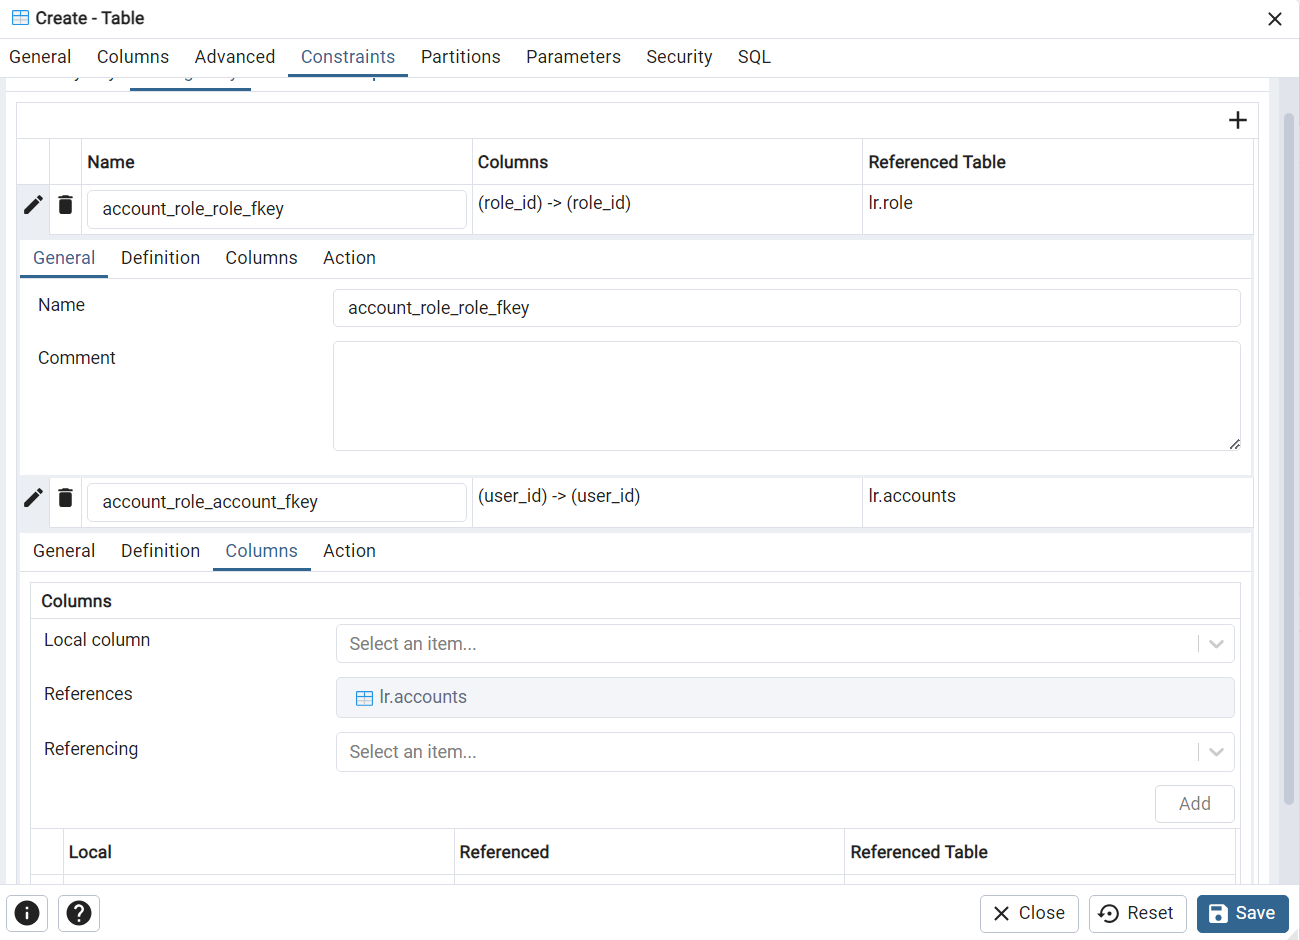 Create - Table
General Columns Advanced Constraints Partitions Parameters Security SQL
Name Columns Referenced Table
account_role_role_fkey (role_id) -> (role_id) lr.role
General Definition Columns Action
Name account_role_role_fkey
Comment
account_role_account_fkey (user_id) -> (user_id) lr.accounts
General Definition Columns Action
Columns
Local column Select an item...
References lr.accounts
Referencing Select an item...
Add
Local Referenced Referenced Table
Close Reset Save